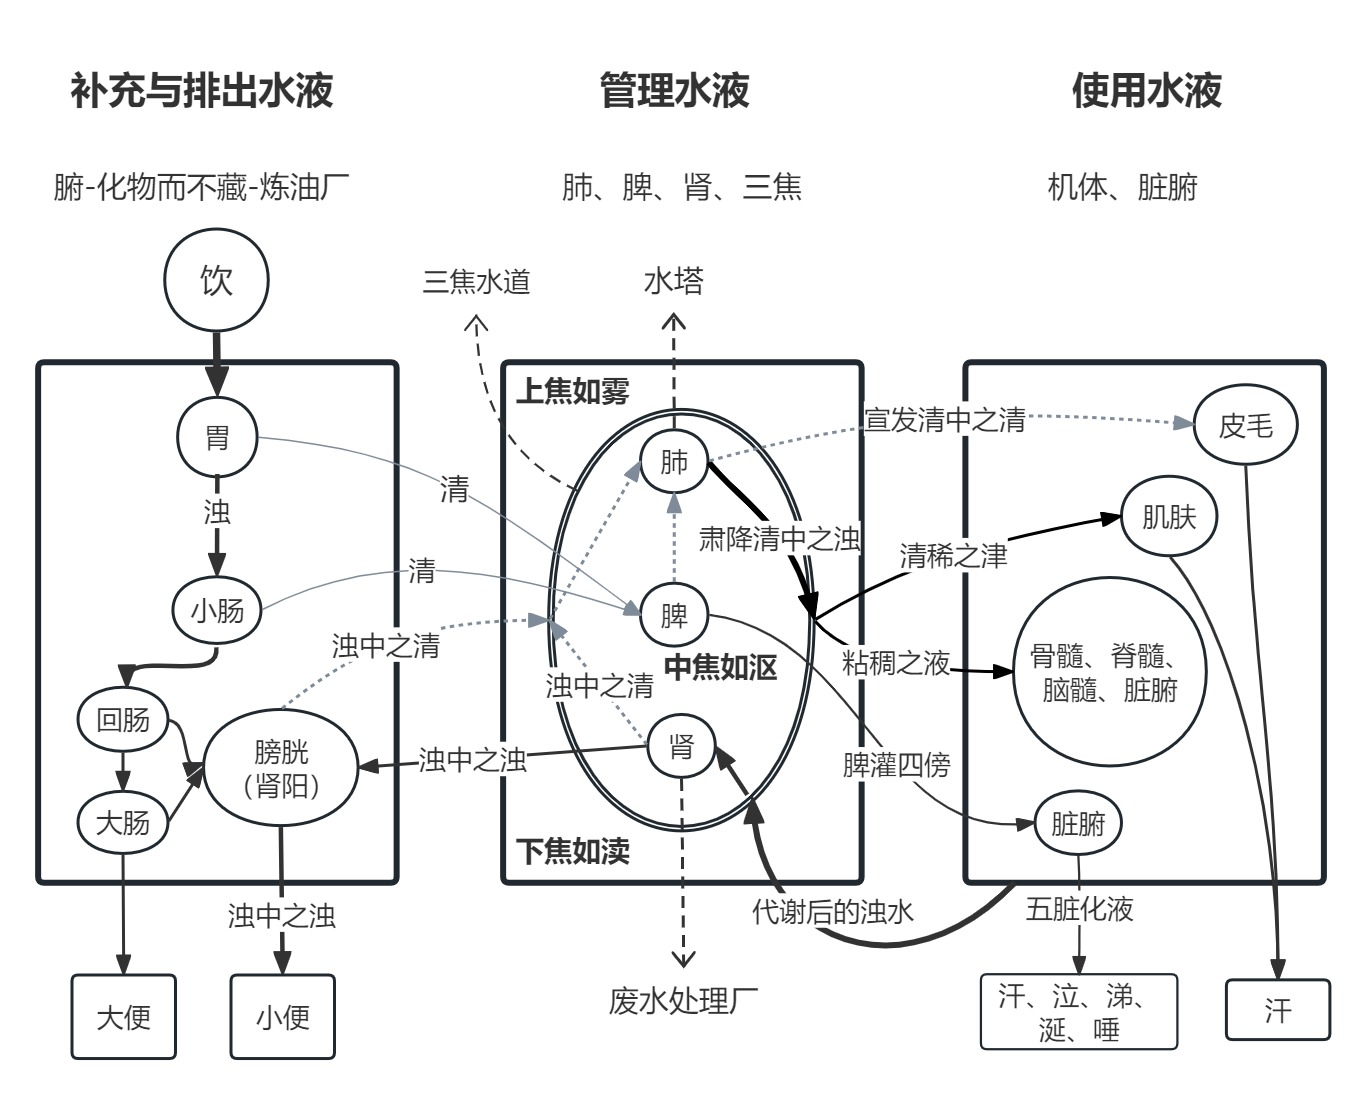 补充与排出水液
管理水液
使用水液
腑-化物而不藏-炼油厂
肺、脾、肾、三焦
机体、脏腑
饮
三焦水道
水塔
上焦如雾
胃
肺
宣发清中之清
皮毛
清
浊
肃降清中之浊
肌肤
清稀之津
清
小肠
脾
浊中之清
中焦如沤
粘稠之液
骨髓、脊髓、
脑髓、脏腑
浊中之清
回肠
膀胱
（肾阳）
浊中之浊
肾
脾灌四傍
大肠
脏腑
下焦如渎
浊中之浊
代谢后的浊水
五脏化液
废水处理厂
大便
小便
汗、泣、涕、
涎、唾
汗